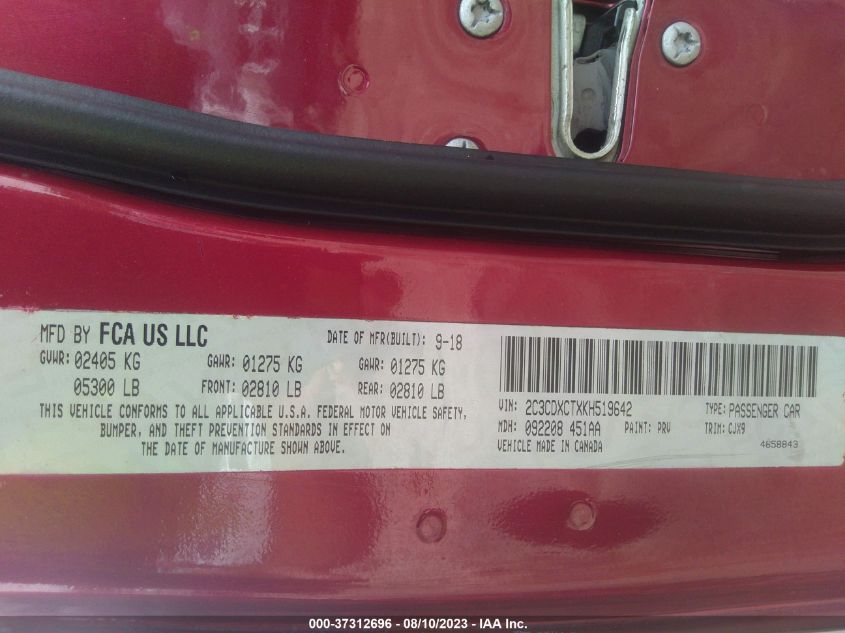 MFD BY FCA US LLC DATE OF MFR(BUILT): 9-18
GVWR: 02405 KG GAWR: 01275 KG GAWR: 01275 KG
05300 LB FRONT: 02810 LB REAR: 02810 LB
THIS VEHICLE CONFORMS TO ALL APPLICABLE U.S.A. FEDERAL MOTOR VEHICLE SAFETY,
BUMPER, AND THEFT PREVENTION STANDARDS IN EFFECT ON
THE DATE OF MANUFACTURE SHOWN ABOVE.
VIN: 2C3CDXCTXKH519642 TYPE: PASSENGER CAR
MDH: 092208 451AA PAINT: PRV TRIM: CJX9
VEHICLE MADE IN CANADA 4658843
000-37312696 - 08/10/2023 - IAA Inc.